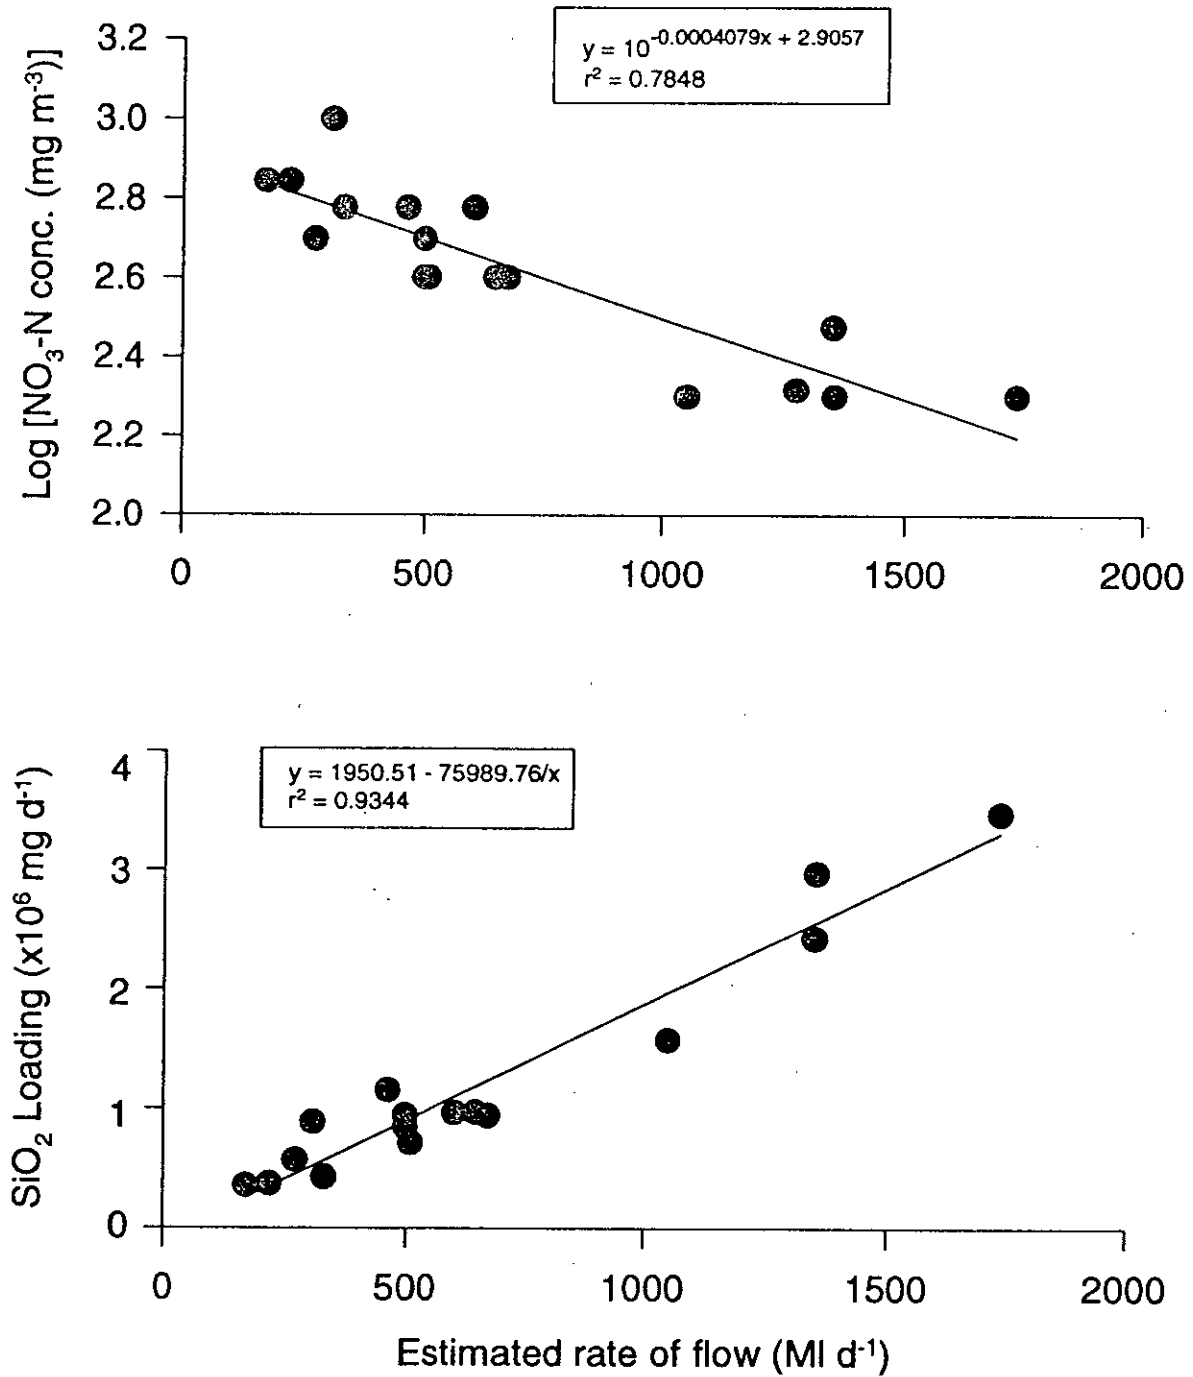 y = 10^-0.0004079x + 2.9057
r² = 0.7848
Log [NO₃-N conc. (mg m⁻³)]
3.2
3.0
2.8
2.6
2.4
2.2
2.0
0 500 1000 1500 2000
y = 1950.51 - 75989.76/x
r² = 0.9344
SiO₂ Loading (x10⁶ mg d⁻¹)
4
3
2
1
0
0 500 1000 1500 2000
Estimated rate of flow (Ml d⁻¹)